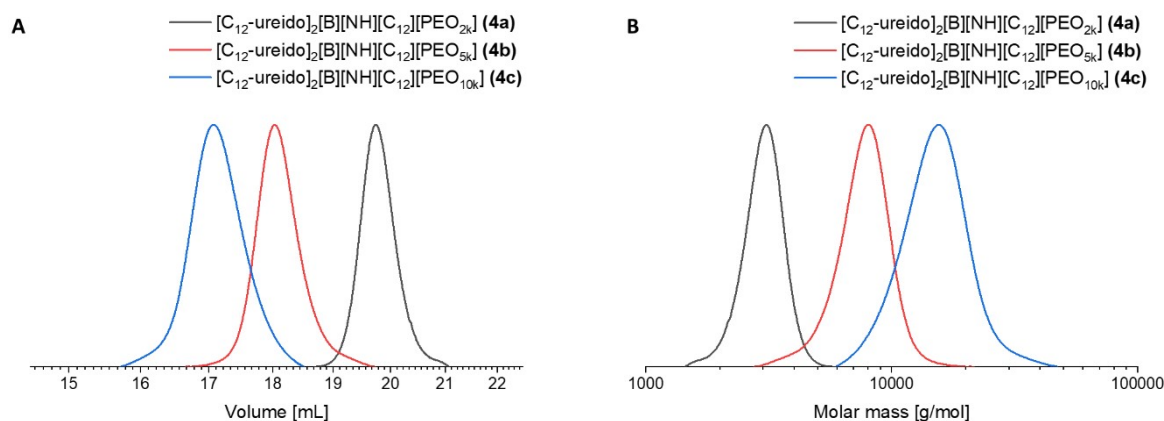 A
[C₁₂-ureido]₂[B][NH][C₁₂][PEO₂ₖ] (4a)
[C₁₂-ureido]₂[B][NH][C₁₂][PEO₅ₖ] (4b)
[C₁₂-ureido]₂[B][NH][C₁₂][PEO₁₀ₖ] (4c)
15 16 17 18 19 20 21 22
Volume [mL]
B
[C₁₂-ureido]₂[B][NH][C₁₂][PEO₂ₖ] (4a)
[C₁₂-ureido]₂[B][NH][C₁₂][PEO₅ₖ] (4b)
[C₁₂-ureido]₂[B][NH][C₁₂][PEO₁₀ₖ] (4c)
1000 10000 100000
Molar mass [g/mol]